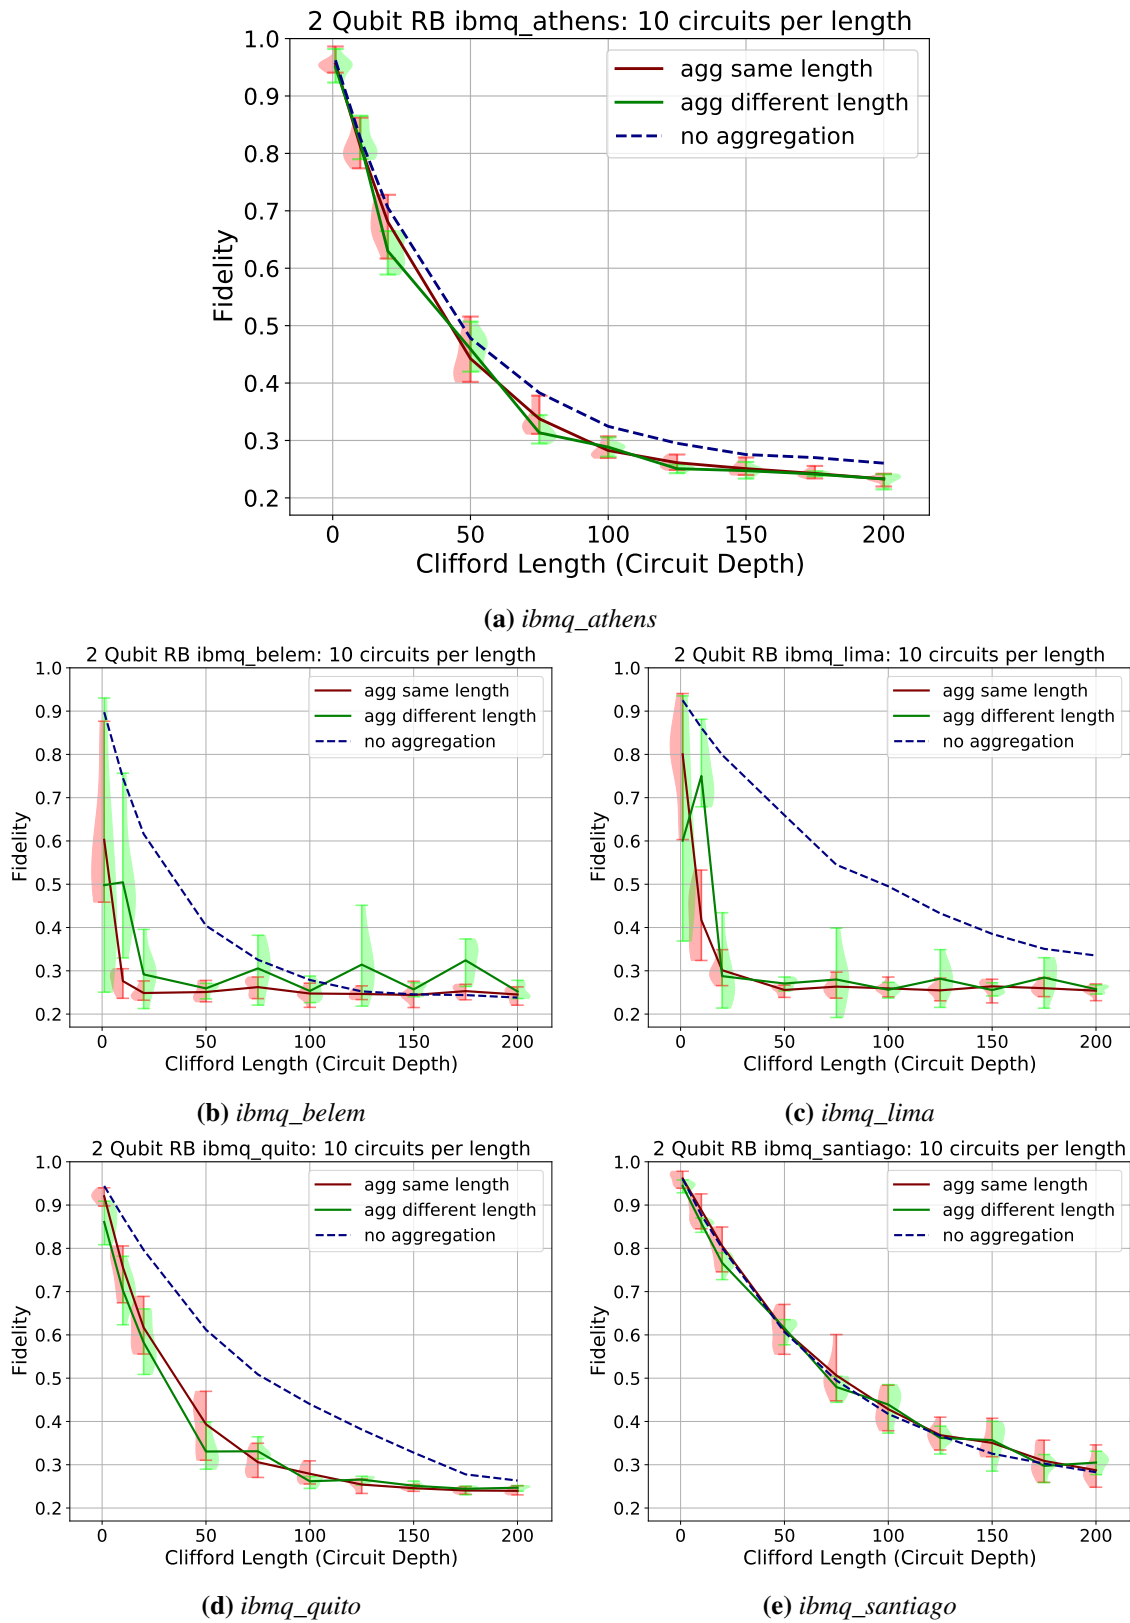 2 Qubit RB ibmq_athens: 10 circuits per length
agg same length
agg different length
no aggregation
1.0
0.9
0.8
0.7
0.6
0.5
0.4
0.3
0.2
Fidelity
0 50 100 150 200
Clifford Length (Circuit Depth)
(a) ibmq_athens
2 Qubit RB ibmq_belem: 10 circuits per length
agg same length
agg different length
no aggregation
1.0
0.9
0.8
0.7
0.6
0.5
0.4
0.3
0.2
Fidelity
0 50 100 150 200
Clifford Length (Circuit Depth)
(b) ibmq_belem
2 Qubit RB ibmq_lima: 10 circuits per length
agg same length
agg different length
no aggregation
1.0
0.9
0.8
0.7
0.6
0.5
0.4
0.3
0.2
Fidelity
0 50 100 150 200
Clifford Length (Circuit Depth)
(c) ibmq_lima
2 Qubit RB ibmq_quito: 10 circuits per length
agg same length
agg different length
no aggregation
1.0
0.9
0.8
0.7
0.6
0.5
0.4
0.3
0.2
Fidelity
0 50 100 150 200
Clifford Length (Circuit Depth)
(d) ibmq_quito
2 Qubit RB ibmq_santiago: 10 circuits per length
agg same length
agg different length
no aggregation
1.0
0.9
0.8
0.7
0.6
0.5
0.4
0.3
0.2
Fidelity
0 50 100 150 200
Clifford Length (Circuit Depth)
(e) ibmq_santiago